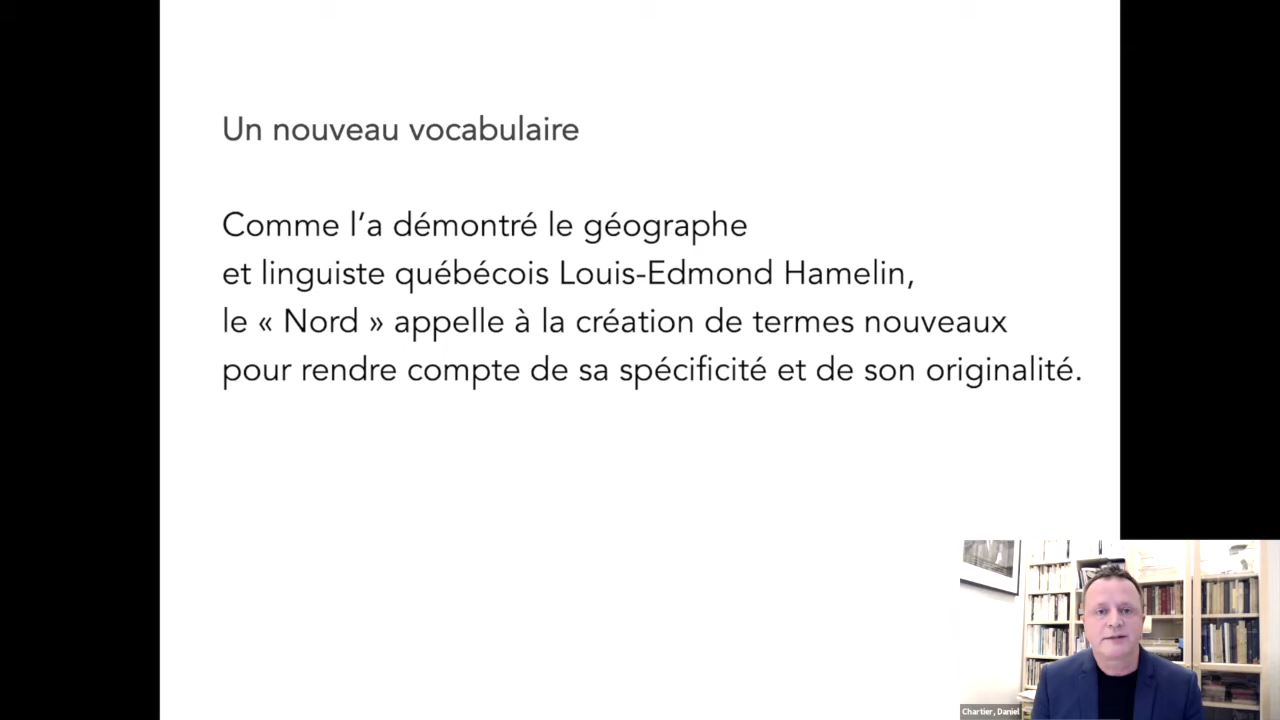 Un nouveau vocabulaire
Comme l’a démontré le géographe
et linguiste québécois Louis-Edmond Hamelin,
le « Nord » appelle à la création de termes nouveaux
pour rendre compte de sa spécificité et de son originalité.
Chartier, Daniel